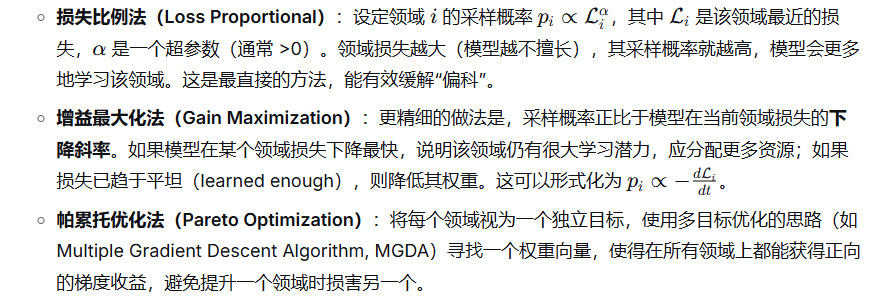 ○ 损失比例法（Loss Proportional）：设定领域 i 的采样概率 p_i ∝ ℒ_i^α，其中 ℒ_i 是该领域最近的损
失，α 是一个超参数（通常 >0）。领域损失越大（模型越不擅长），其采样概率就越高，模型会更多
地学习该领域。这是最直接的方法，能有效缓解“偏科”。
○ 增益最大化法（Gain Maximization）：更精细的做法是，采样概率正比于模型在当前领域损失的下
降斜率。如果模型在某个领域损失下降最快，说明该领域仍有很大学习潜力，应分配更多资源；如果
损失已趋于平坦（learned enough），则降低其权重。这可以形式化为 p_i ∝ −dℒ_i/dt。
○ 帕累托优化法（Pareto Optimization）：将每个领域视为一个独立目标，使用多目标优化的思路（如
Multiple Gradient Descent Algorithm, MGDA）寻找一个权重向量，使得在所有领域上都能获得正向
的梯度收益，避免提升一个领域时损害另一个。